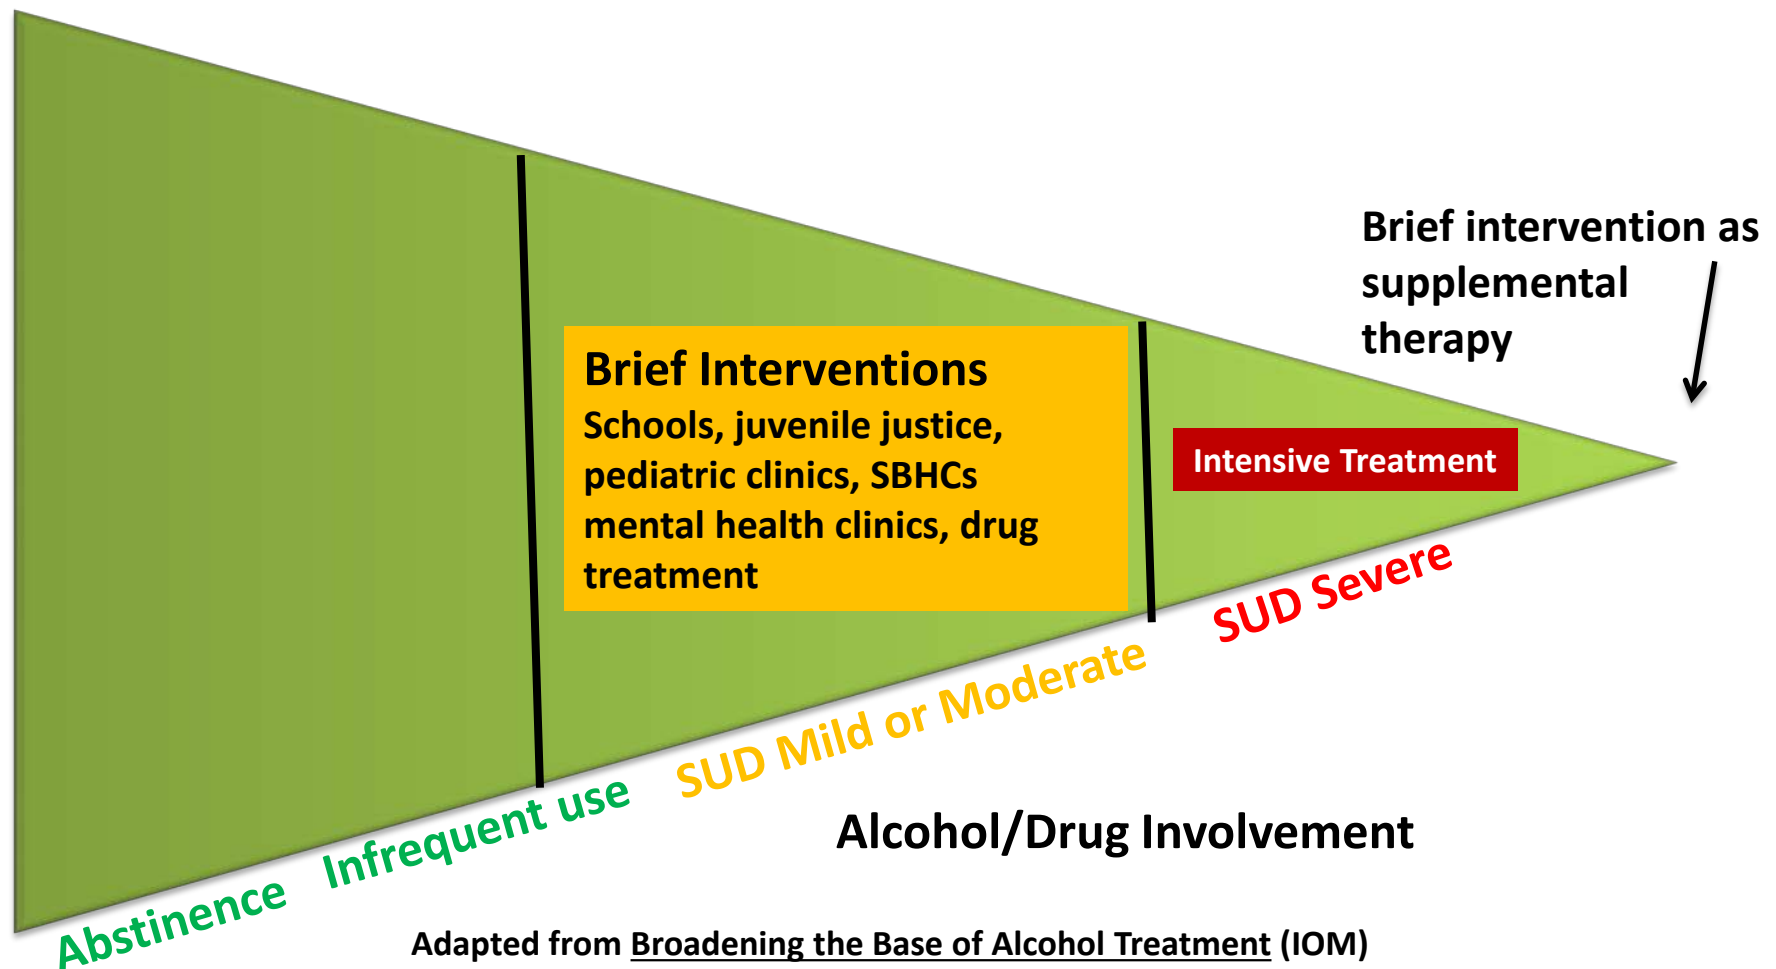 Brief intervention as
supplemental
therapy
Brief Interventions
Schools, juvenile justice,
pediatric clinics, SBHCs
mental health clinics, drug
treatment
Intensive Treatment
Abstinence
Infrequent use
SUD Mild or Moderate
SUD Severe
Alcohol/Drug Involvement
Adapted from Broadening the Base of Alcohol Treatment (IOM)